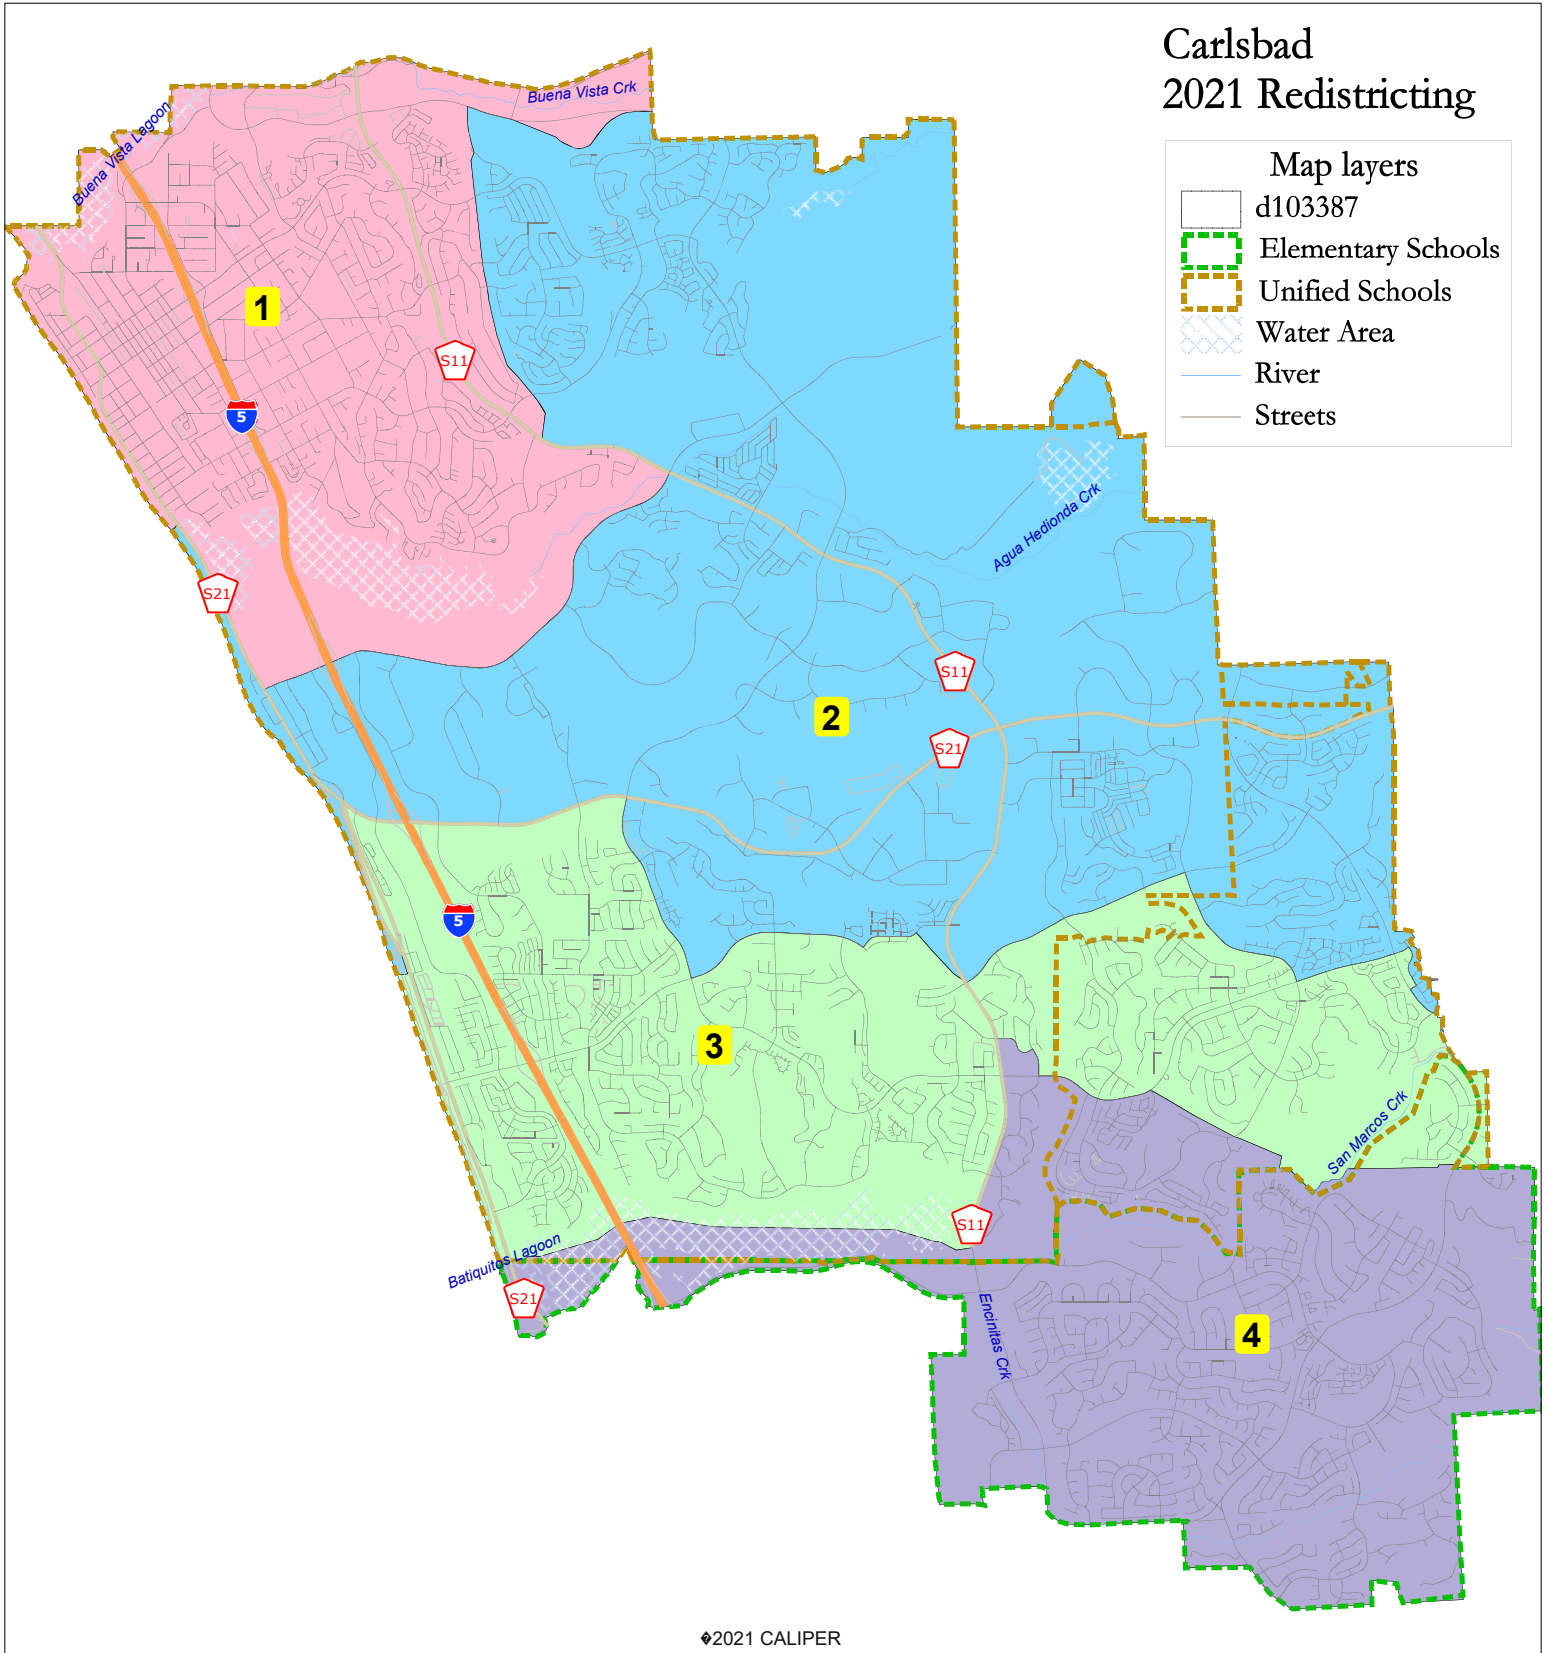 Carlsbad
2021 Redistricting
Map layers
d103387
Elementary Schools
Unified Schools
Water Area
River
Streets
Buena Vista Crk
Buena Vista Lagoon
1
S11
5
Agua Hedionda Crk
S21
S11
2
S21
5
3
San Marcos Crk
S11
Batiquitos Lagoon
S21
Encinitas Crk
4
�2021 CALIPER